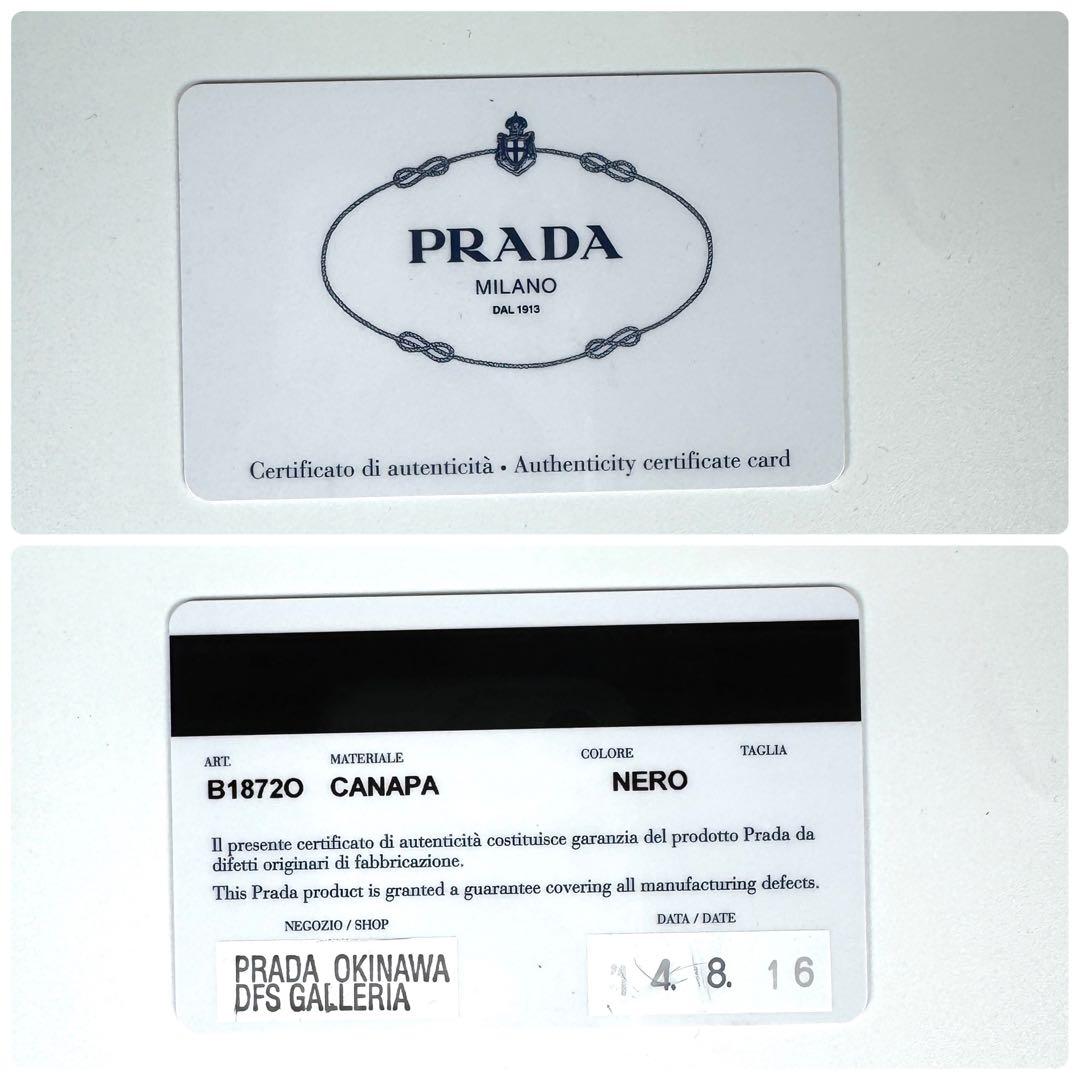 PRADA
MILANO
DAL 1913
Certificato di autenticità • Authenticity certificate card
ART. MATERIALE COLORE TAGLIA
B1872O CANAPA NERO
Il presente certificato di autenticità costituisce garanzia del prodotto Prada da
difetti originari di fabbricazione.
This Prada product is granted a guarantee covering all manufacturing defects.
NEGOZIO / SHOP DATA / DATE
PRADA OKINAWA
DFS GALLERIA
4. 8. 16